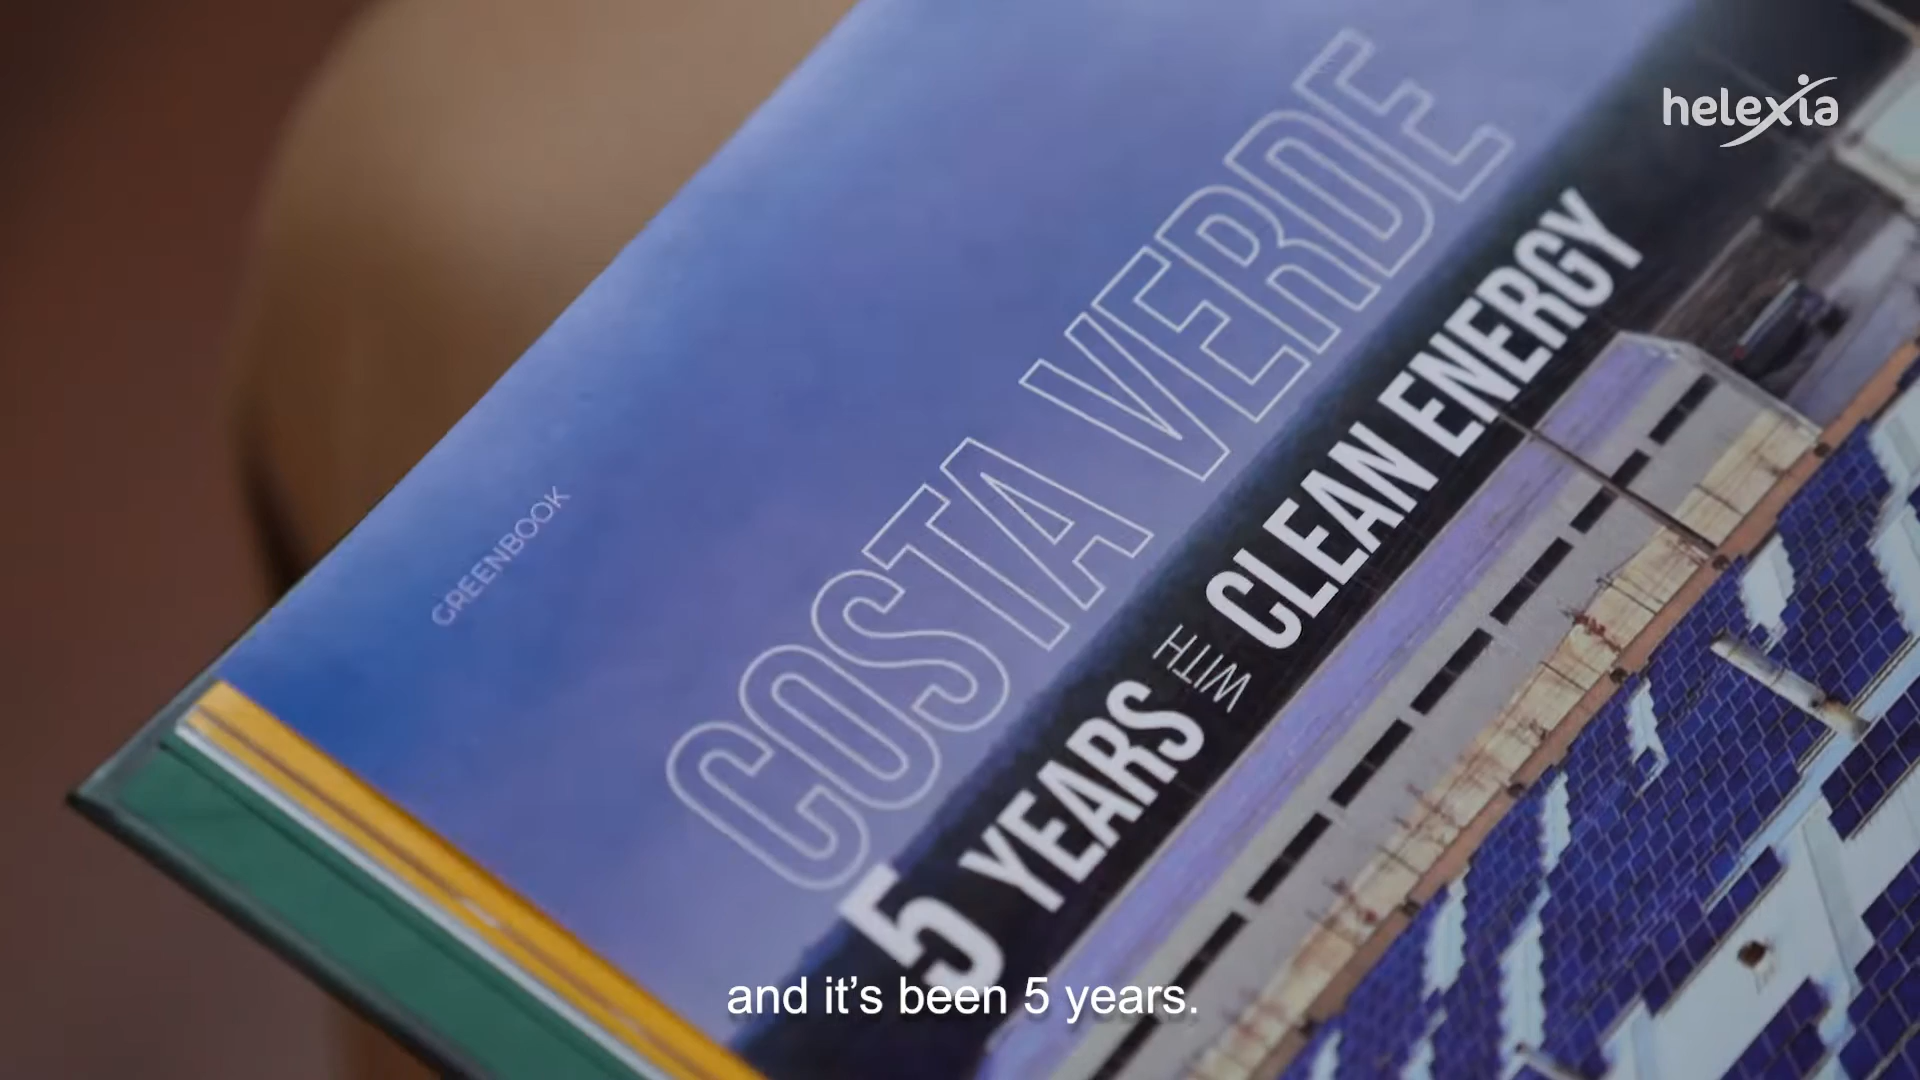 helexia
GREENBOOK
COSTA VERDE
5 YEARS WITH CLEAN ENERGY
and it's been 5 years.